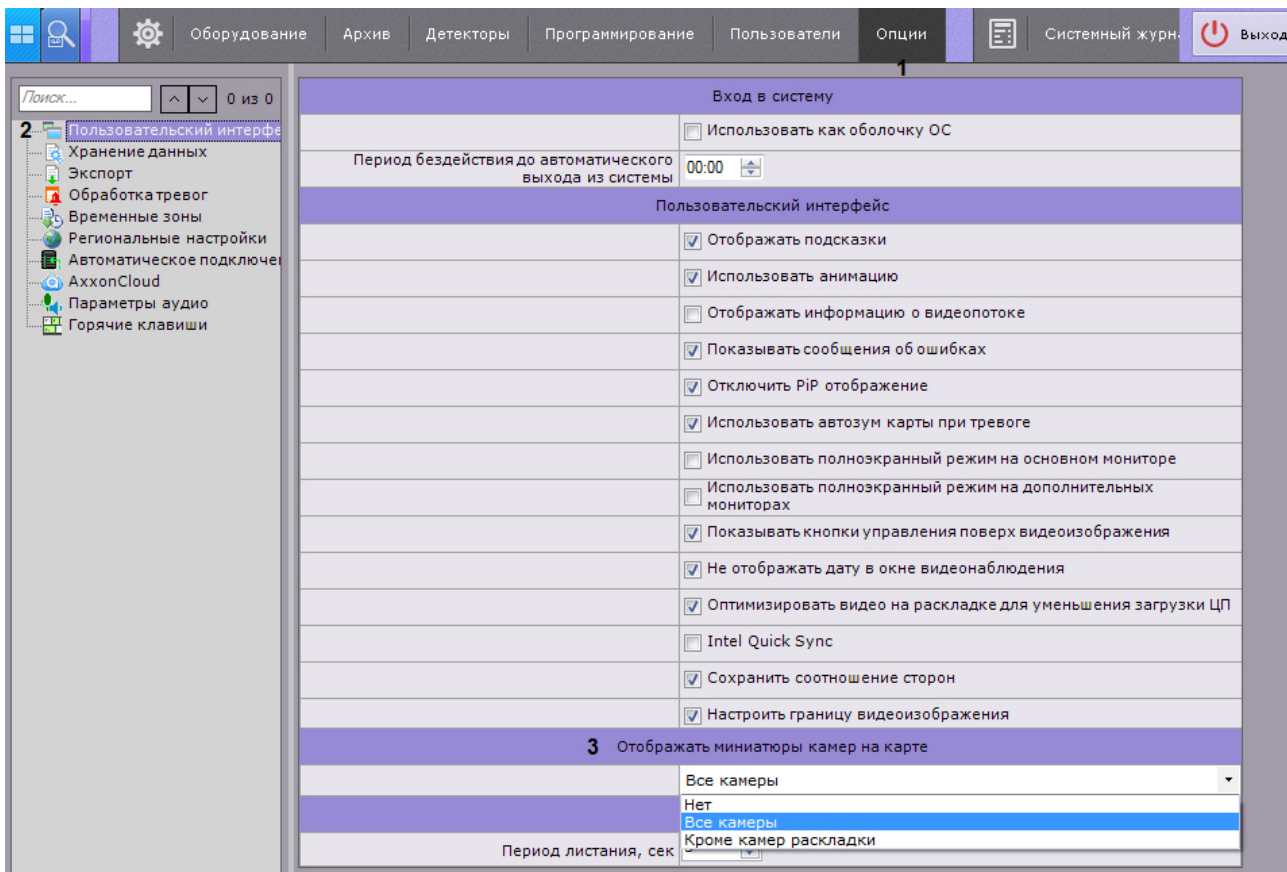 Оборудование Архив Детекторы Программирование Пользователи Опции Системный журн Выход
1
Поиск... 0 из 0
2 Пользовательский интерфе
Хранение данных
Экспорт
Обработка тревог
Временные зоны
Региональные настройки
Автоматическое подключе
AxxonCloud
Параметры аудио
Горячие клавиши
Вход в систему
Использовать как оболочку ОС
Период бездействия до автоматического
выхода из системы
00:00
Пользовательский интерфейс
Отображать подсказки
Использовать анимацию
Отображать информацию о видеопотоке
Показывать сообщения об ошибках
Отключить PiP отображение
Использовать автозум карты при тревоге
Использовать полноэкранный режим на основном мониторе
Использовать полноэкранный режим на дополнительных
мониторах
Показывать кнопки управления поверх видеоизображения
Не отображать дату в окне видеонаблюдения
Оптимизировать видео на раскладке для уменьшения загрузки ЦП
Intel Quick Sync
Сохранить соотношение сторон
Настроить границу видеоизображения
3 Отображать миниатюры камер на карте
Все камеры
Нет
Все камеры
Кроме камер раскладки
Период листания, сек